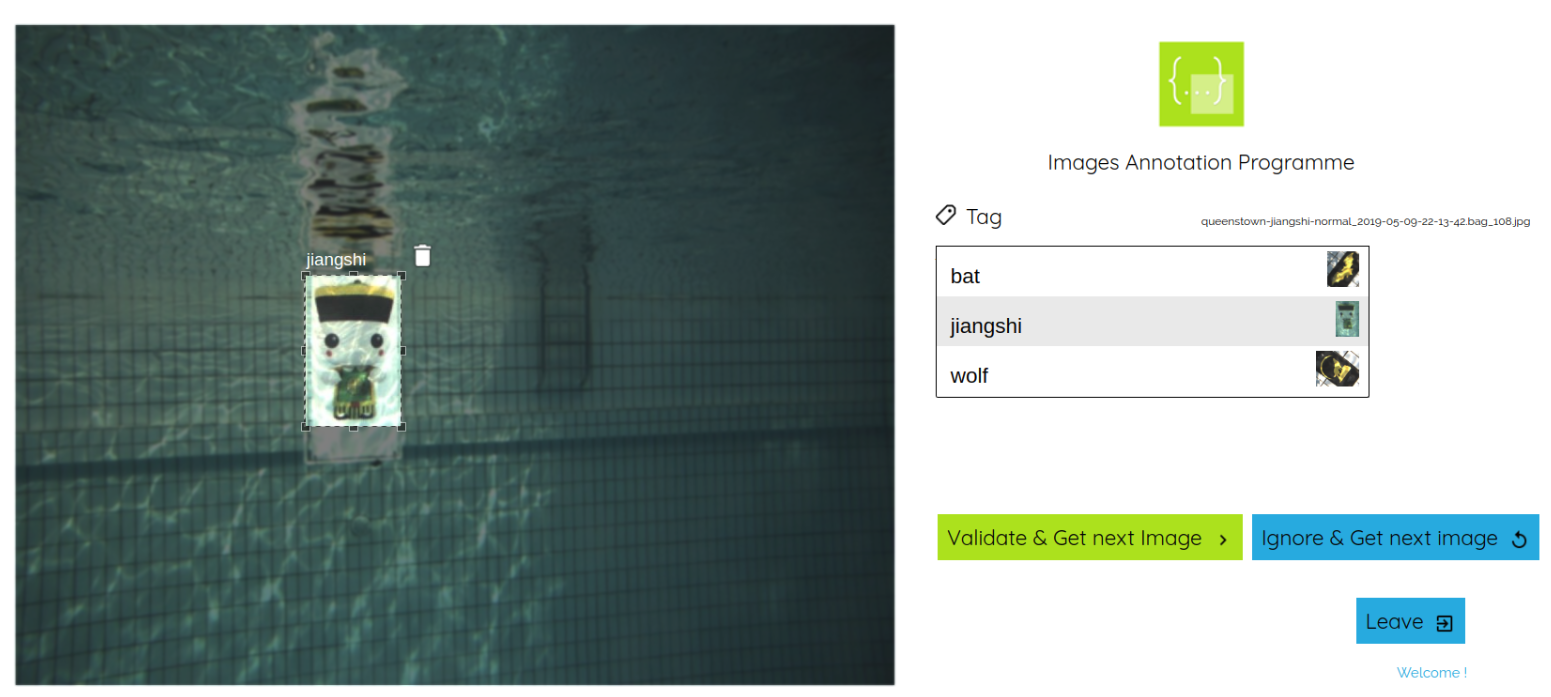 {...}
Images Annotation Programme
Tag
queenstown-jiangshi-normal_2019-05-09-22-13-42.bag_108.jpg
jiangshi
bat
jiangshi
wolf
Validate & Get next Image ›
Ignore & Get next image
Leave
Welcome !